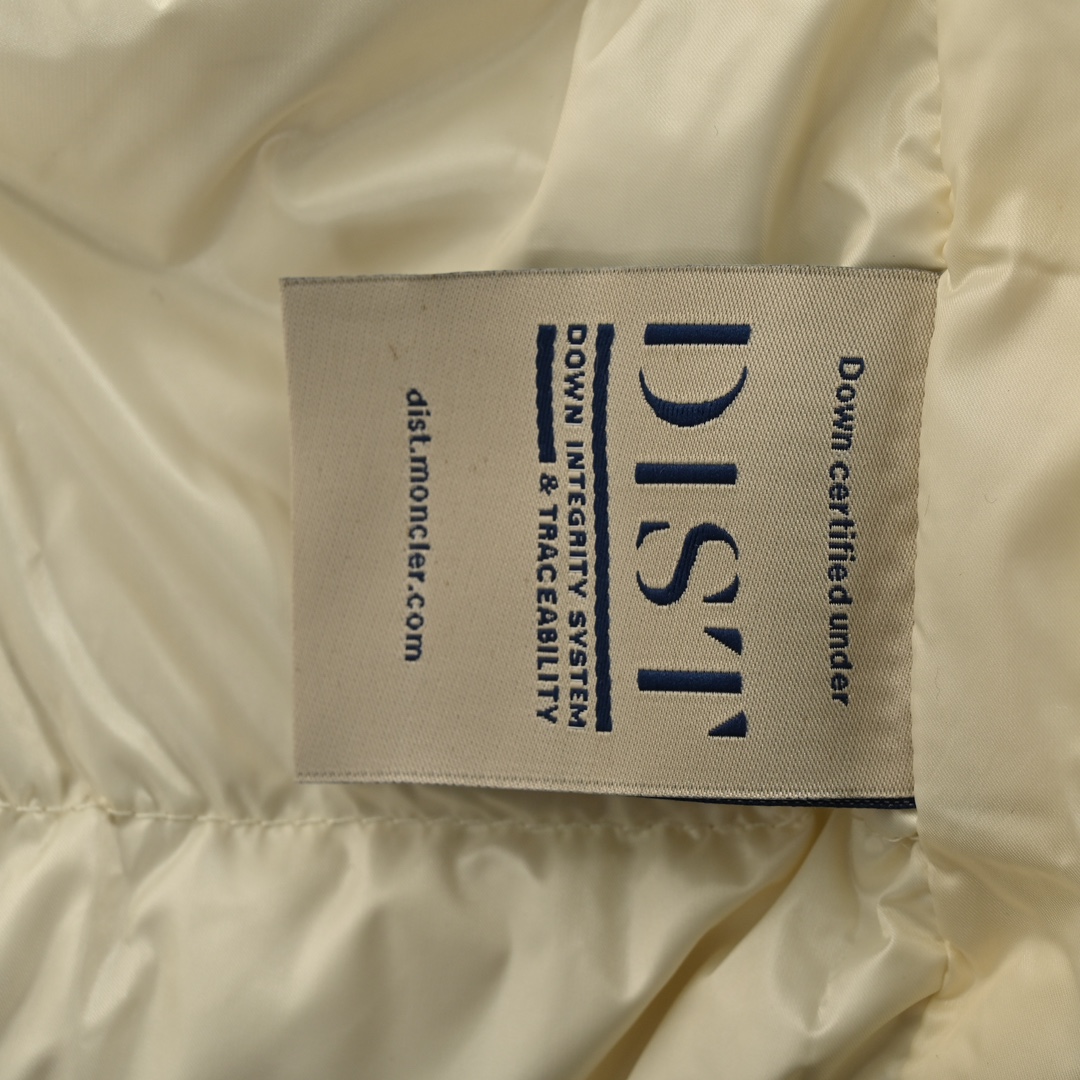 Down certified under
DIST
DOWN INTEGRITY SYSTEM
& TRACEABILITY
dist.moncler.com